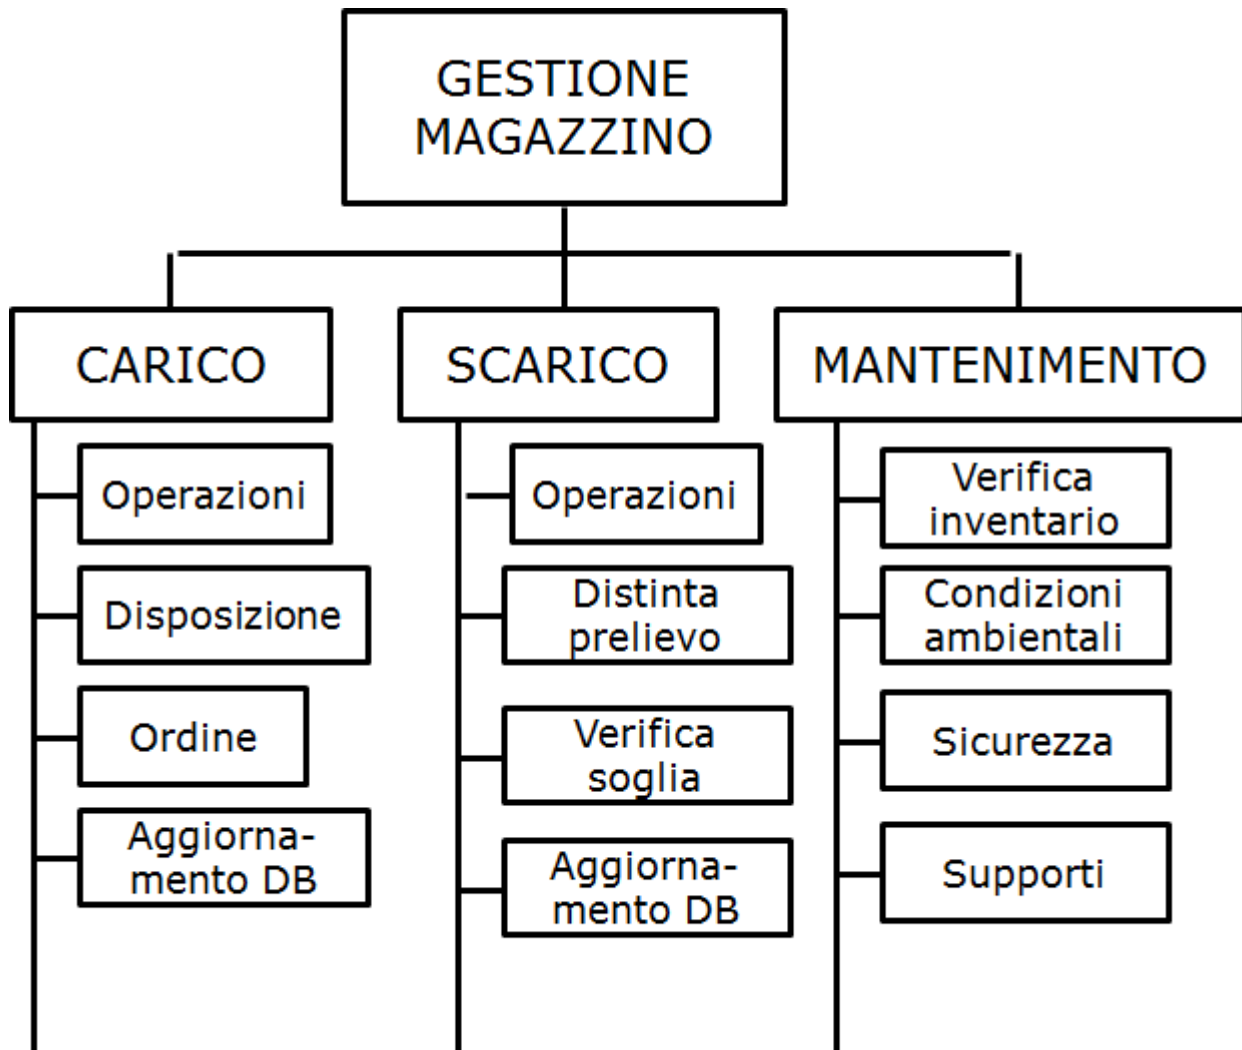 GESTIONE
MAGAZZINO
CARICO
Operazioni
Disposizione
Ordine
Aggiorna-
mento DB
SCARICO
Operazioni
Distinta
prelievo
Verifica
soglia
Aggiorna-
mento DB
MANTENIMENTO
Verifica
inventario
Condizioni
ambientali
Sicurezza
Supporti